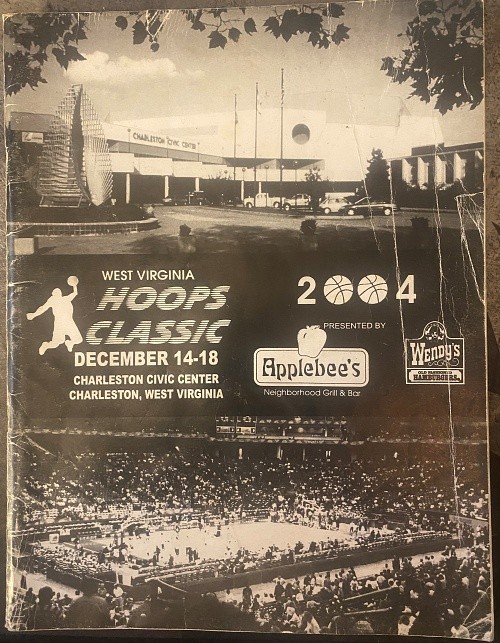 CHARLESTON CIVIC CENTER
WEST VIRGINIA
HOOPS
CLASSIC
DECEMBER 14-18
CHARLESTON CIVIC CENTER
CHARLESTON, WEST VIRGINIA
2004
PRESENTED BY
Applebee's
Neighborhood Grill & Bar
WENDY'S
OLD FASHIONED
HAMBURGERS